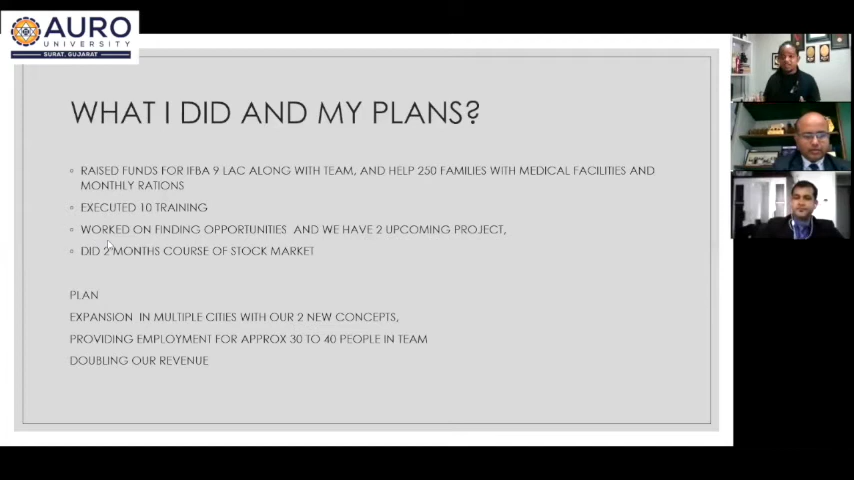 AURO
UNIVERSITY
SURAT, GUJARAT
WHAT I DID AND MY PLANS?
RAISED FUNDS FOR IFBA 9 LAC ALONG WITH TEAM, AND HELP 250 FAMILIES WITH MEDICAL FACILITIES AND
MONTHLY RATIONS
EXECUTED 10 TRAINING
WORKED ON FINDING OPPORTUNITIES AND WE HAVE 2 UPCOMING PROJECT,
DID 2 MONTHS COURSE OF STOCK MARKET
PLAN
EXPANSION IN MULTIPLE CITIES WITH OUR 2 NEW CONCEPTS,
PROVIDING EMPLOYMENT FOR APPROX 30 TO 40 PEOPLE IN TEAM
DOUBLING OUR REVENUE